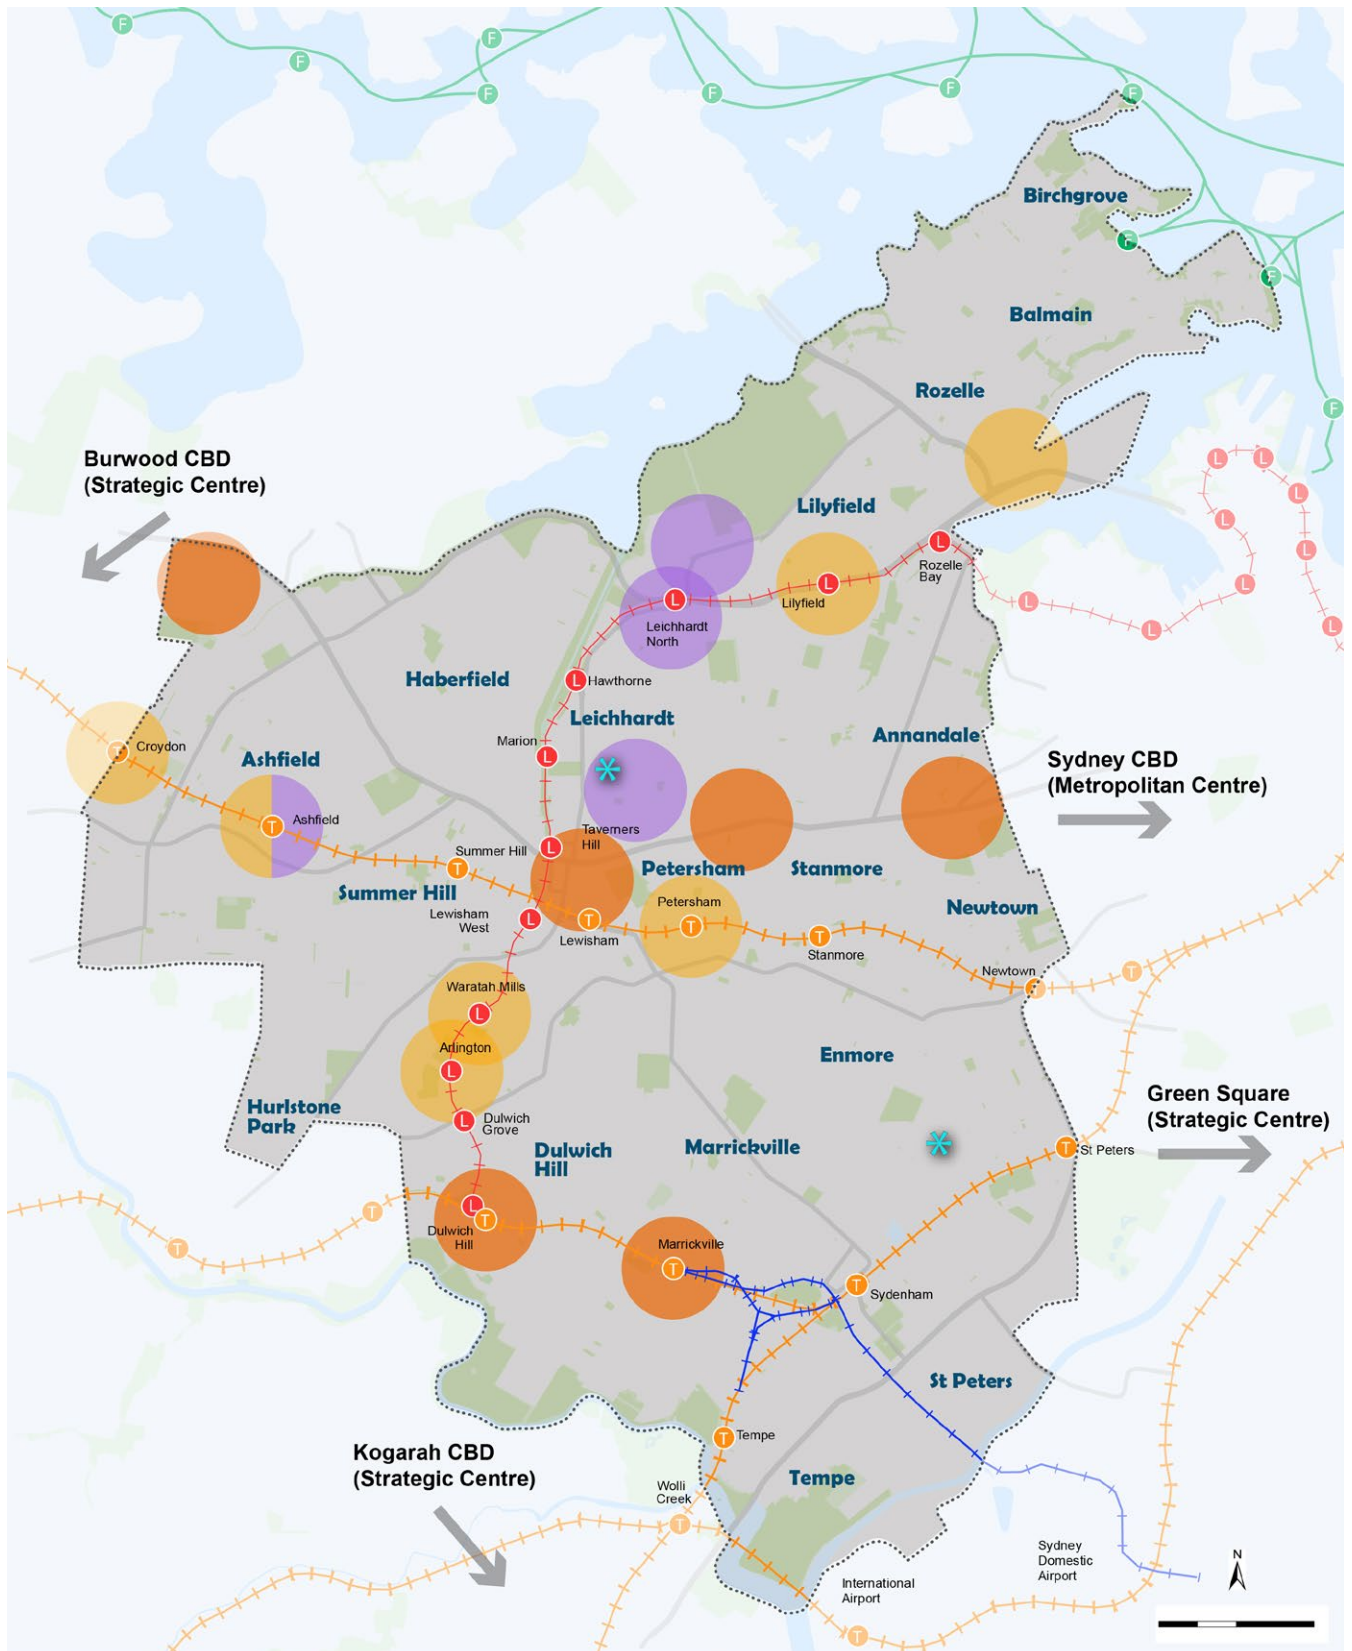 F
F
F
F
F
F
F
Birchgrove
F
F
Balmain
Rozelle
F
Burwood CBD
(Strategic Centre)
L
L
L
Lilyfield
L
L
Rozelle
Bay
L
L
Lilyfield
L
L
L
L
L
Leichhardt
North
Haberfield
L
Hawthorne
Leichhardt
Annandale
Marion
L
T
Croydon
Ashfield
Sydney CBD
(Metropolitan Centre)
*
T
Ashfield
Taverners
Hill
Summer Hill
L
T
Petersham
Stanmore
Summer Hill
Petersham
Newtown
Lewisham
West
L
T
Lewisham
T
T
Stanmore
Newtown
T
T
Waratah Mills
L
Arlington
L
Enmore
Green Square
(Strategic Centre)
Hurlstone
Park
L
Dulwich
Grove
Dulwich
Hill
Marrickville
*
T
St Peters
T
T
L
T
Dulwich
Hill
Marrickville
T
T
Sydenham
St Peters
T
Tempe
Kogarah CBD
(Strategic Centre)
Tempe
Wolli
Creek
T
Sydney
Domestic
Airport
N
International
Airport
T